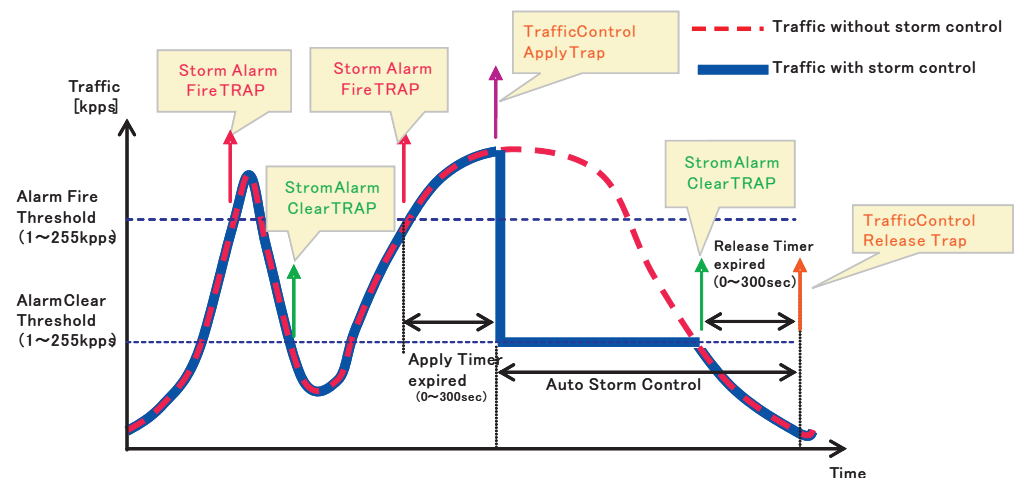 TrafficControl
ApplyTrap
Traffic without storm control
Traffic with storm control
Storm Alarm
FireTRAP
Storm Alarm
FireTRAP
Traffic
[kpps]
StromAlarm
ClearTRAP
StromAlarm
ClearTRAP
Alarm Fire
Threshold
(1～255kpps)
TrafficControl
Release Trap
Release Timer
expired
(0～300sec)
AlarmClear
Threshold
(1～255kpps)
Apply Timer
expired
(0～300sec)
Auto Storm Control
Time